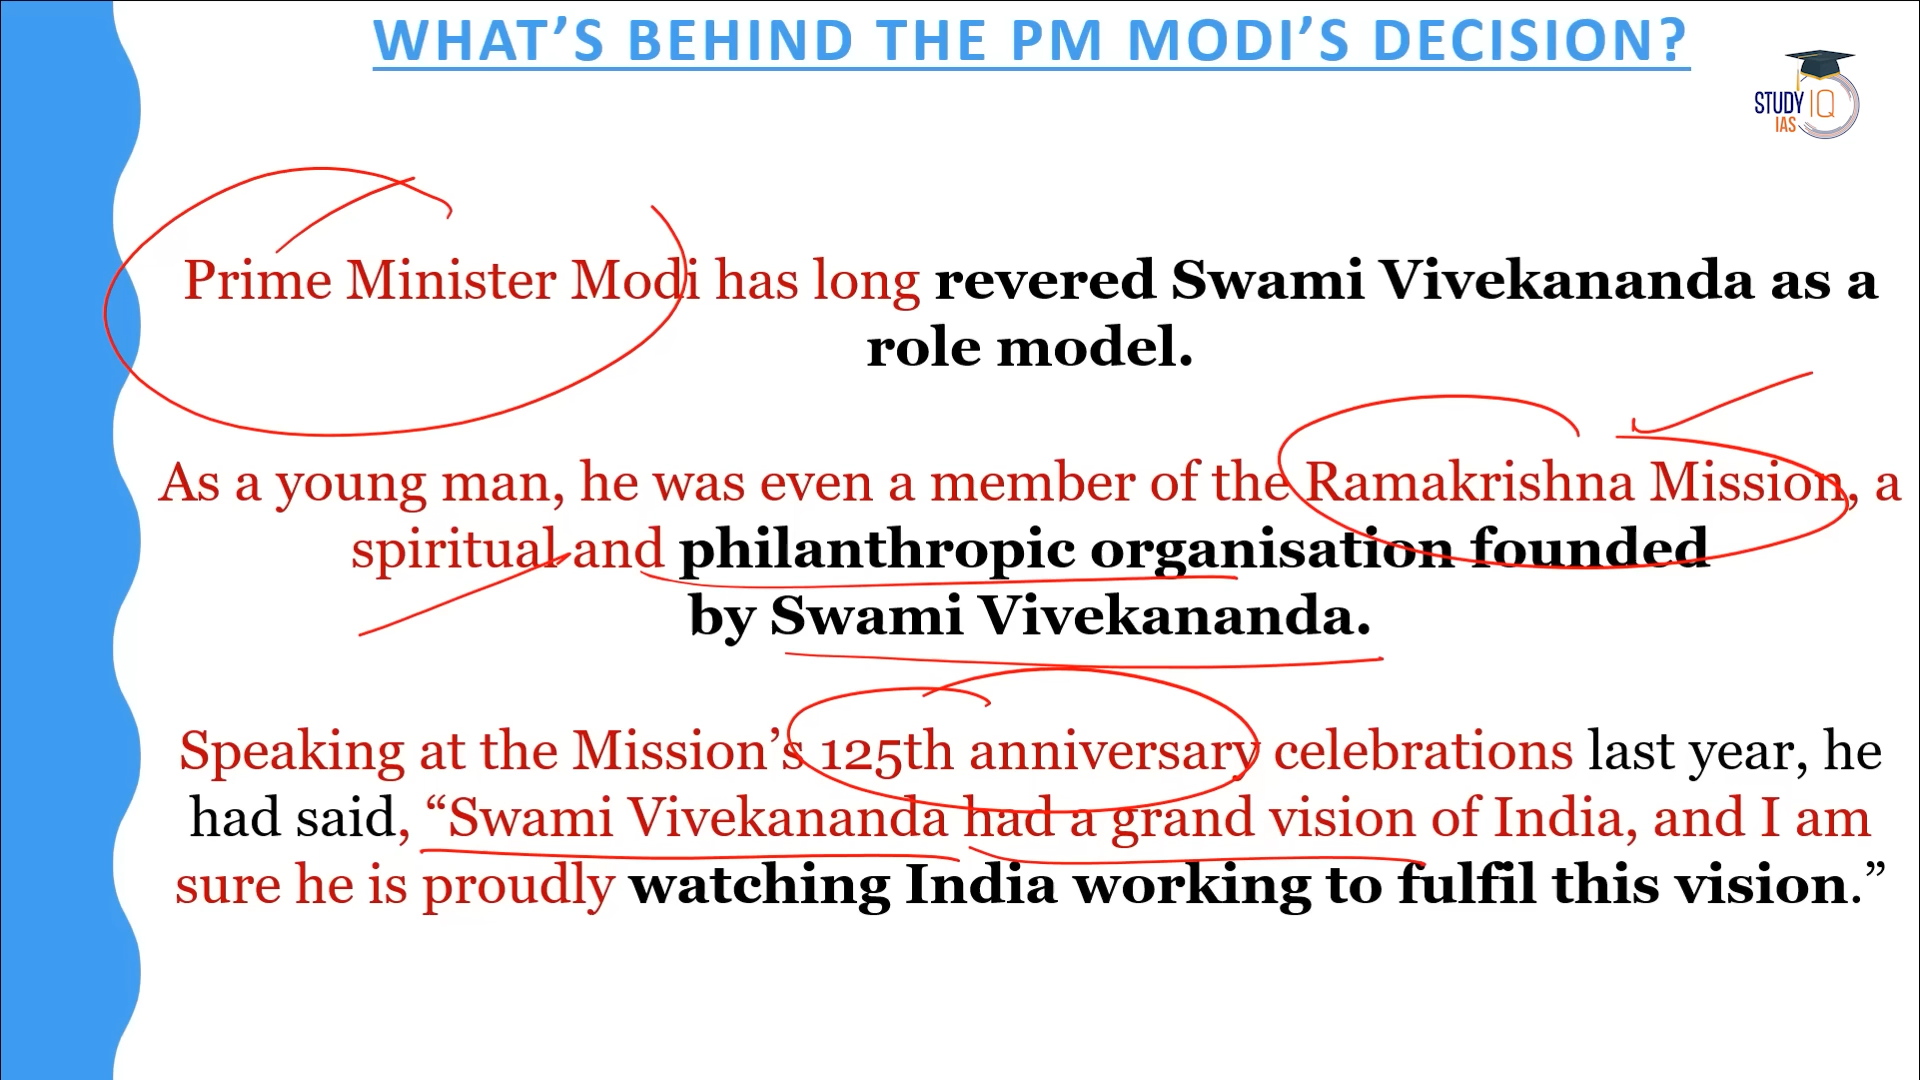 WHAT’S BEHIND THE PM MODI’S DECISION?
STUDY IQ
IAS
Prime Minister Modi has long revered Swami Vivekananda as a
role model.
As a young man, he was even a member of the Ramakrishna Mission, a
spiritual and philanthropic organisation founded
by Swami Vivekananda.
Speaking at the Mission’s 125th anniversary celebrations last year, he
had said, “Swami Vivekananda had a grand vision of India, and I am
sure he is proudly watching India working to fulfil this vision.”